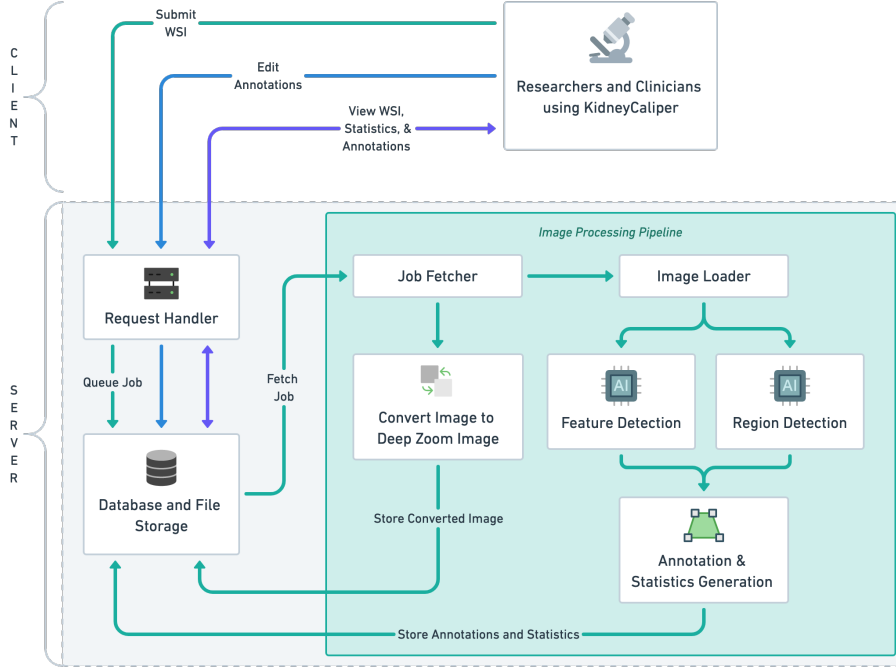 Submit
WSI
Edit
Annotations
View WSI,
Statistics, &
Annotations
Researchers and Clinicians
using KidneyCaliper
CLIENT
Image Processing Pipeline
Request Handler
Job Fetcher
Image Loader
Queue Job
Fetch
Job
AI
AI
Convert Image to
Deep Zoom Image
Feature Detection
Region Detection
SERVER
Database and File
Storage
Store Converted Image
Annotation &
Statistics Generation
Store Annotations and Statistics